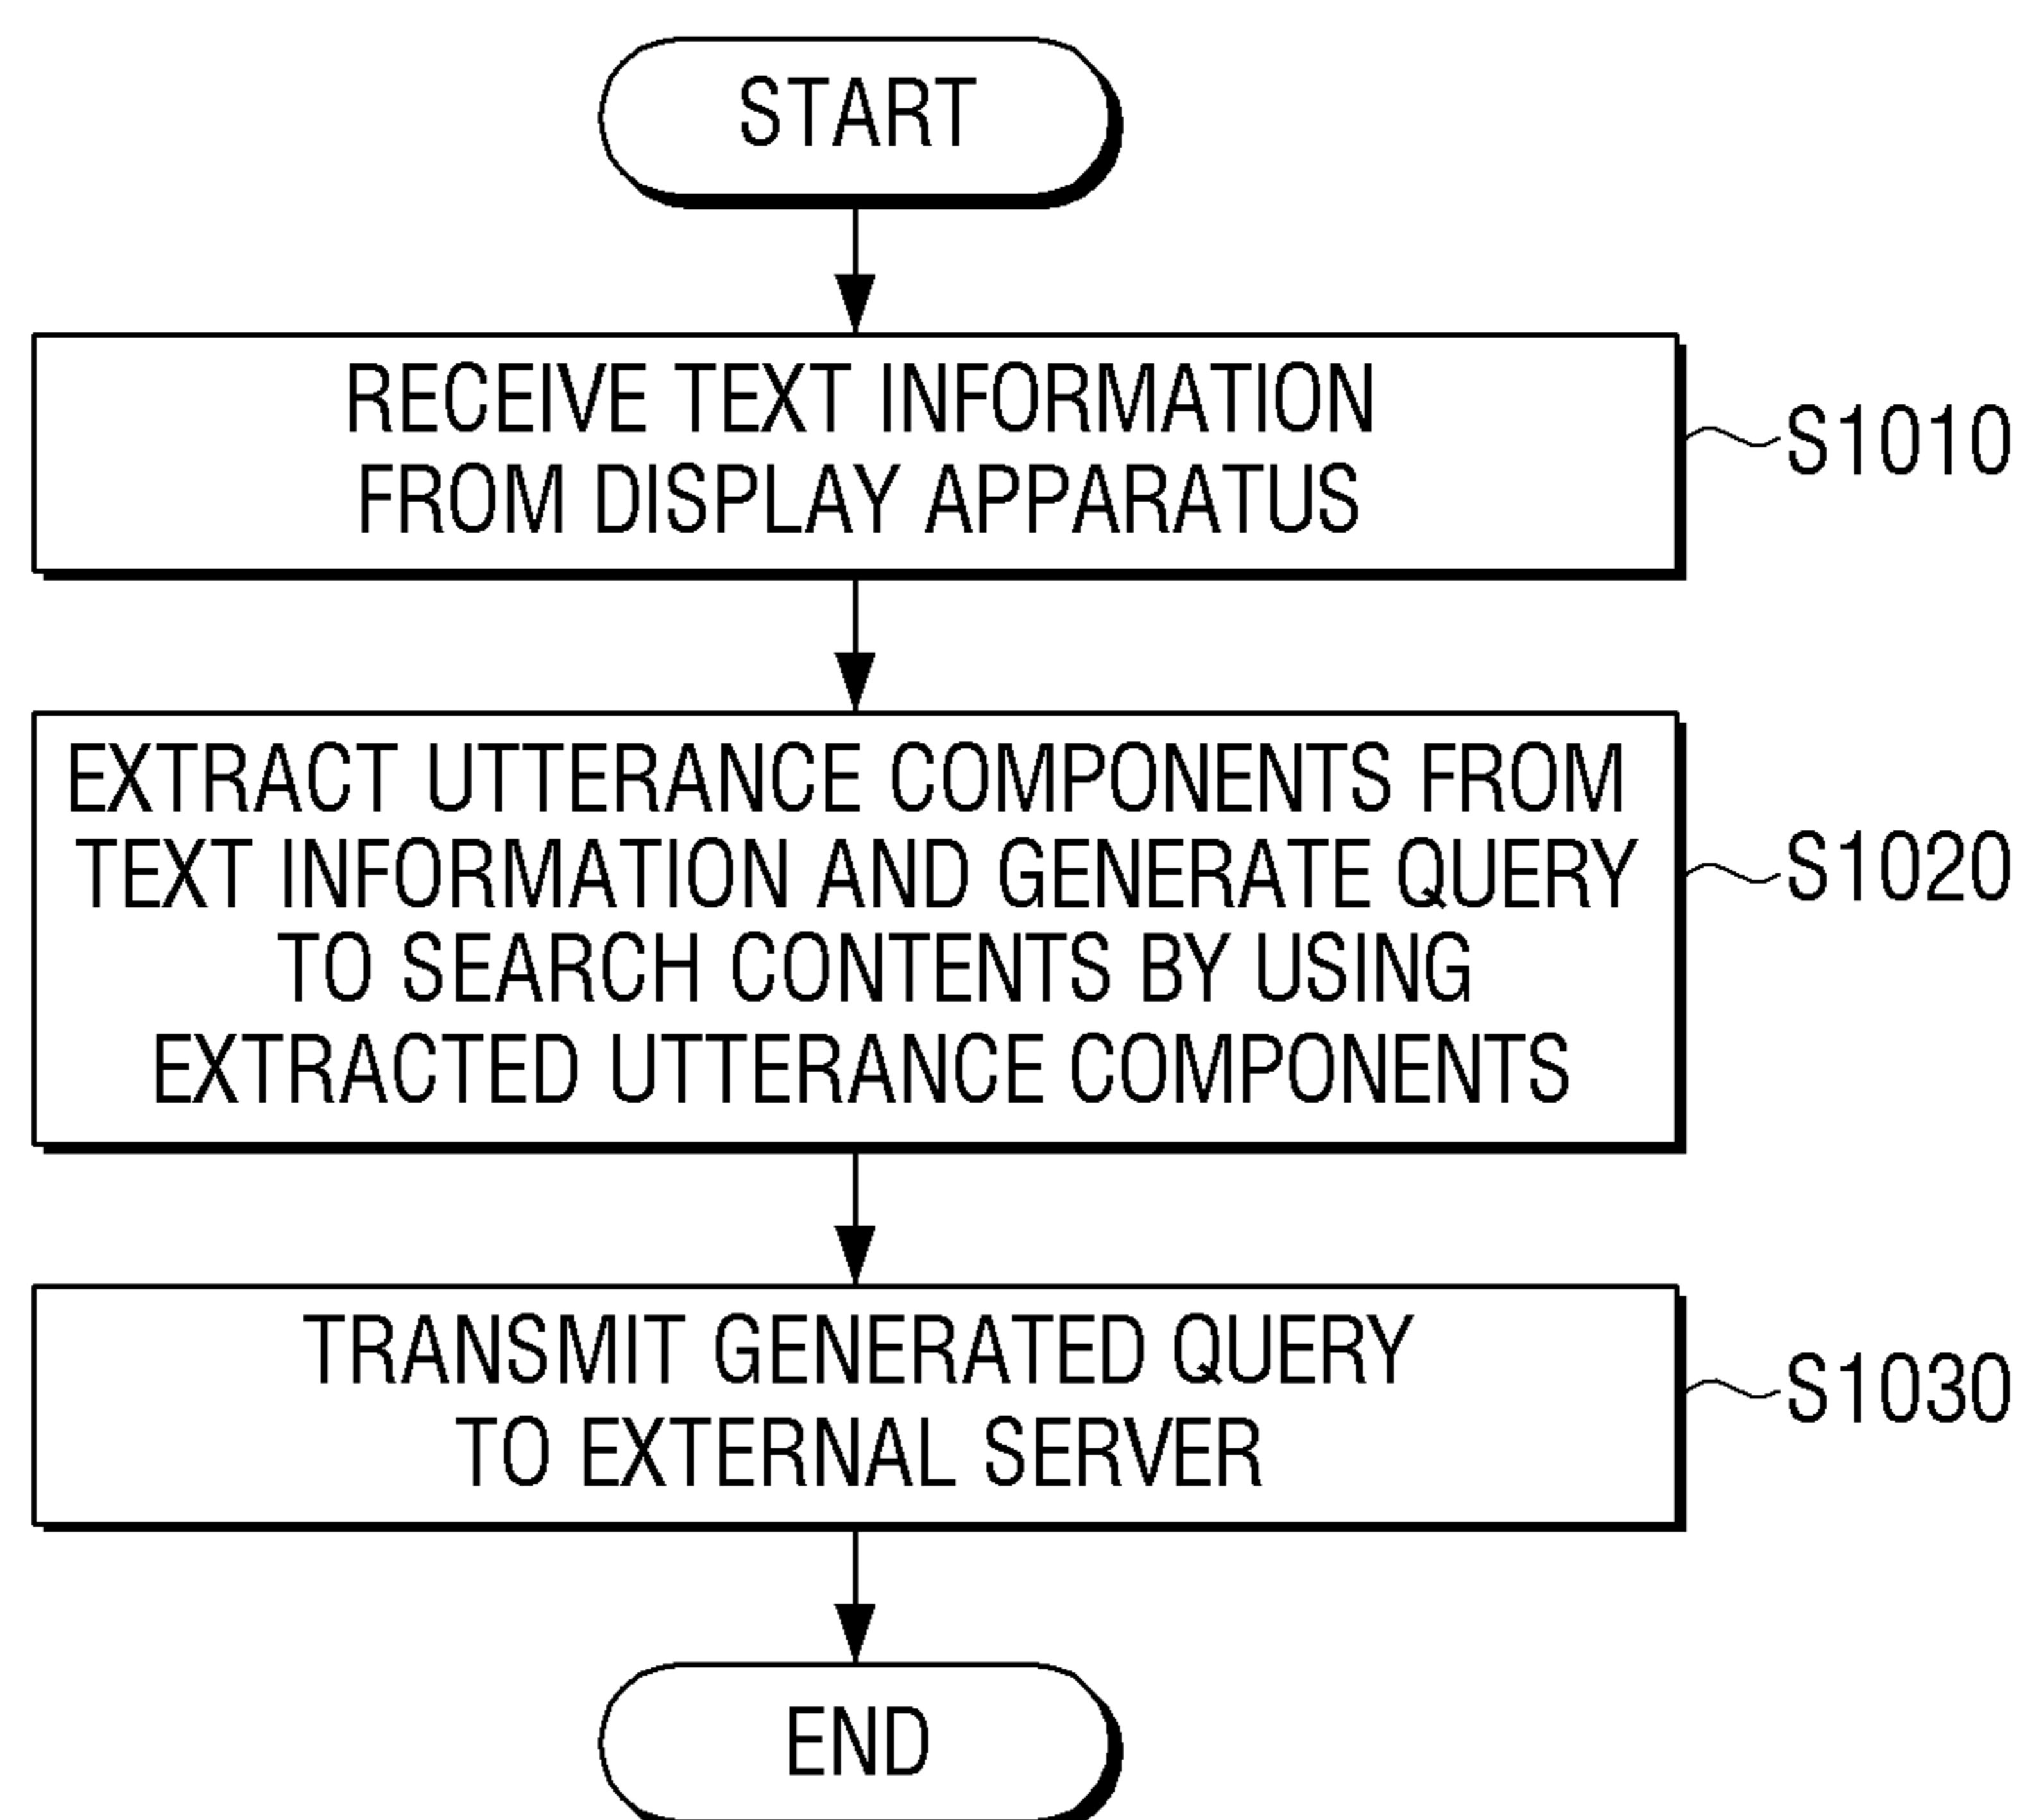 START
RECEIVE TEXT INFORMATION
FROM DISPLAY APPARATUS
S1010
EXTRACT UTTERANCE COMPONENTS FROM
TEXT INFORMATION AND GENERATE QUERY
TO SEARCH CONTENTS BY USING
EXTRACTED UTTERANCE COMPONENTS
S1020
TRANSMIT GENERATED QUERY
TO EXTERNAL SERVER
S1030
END